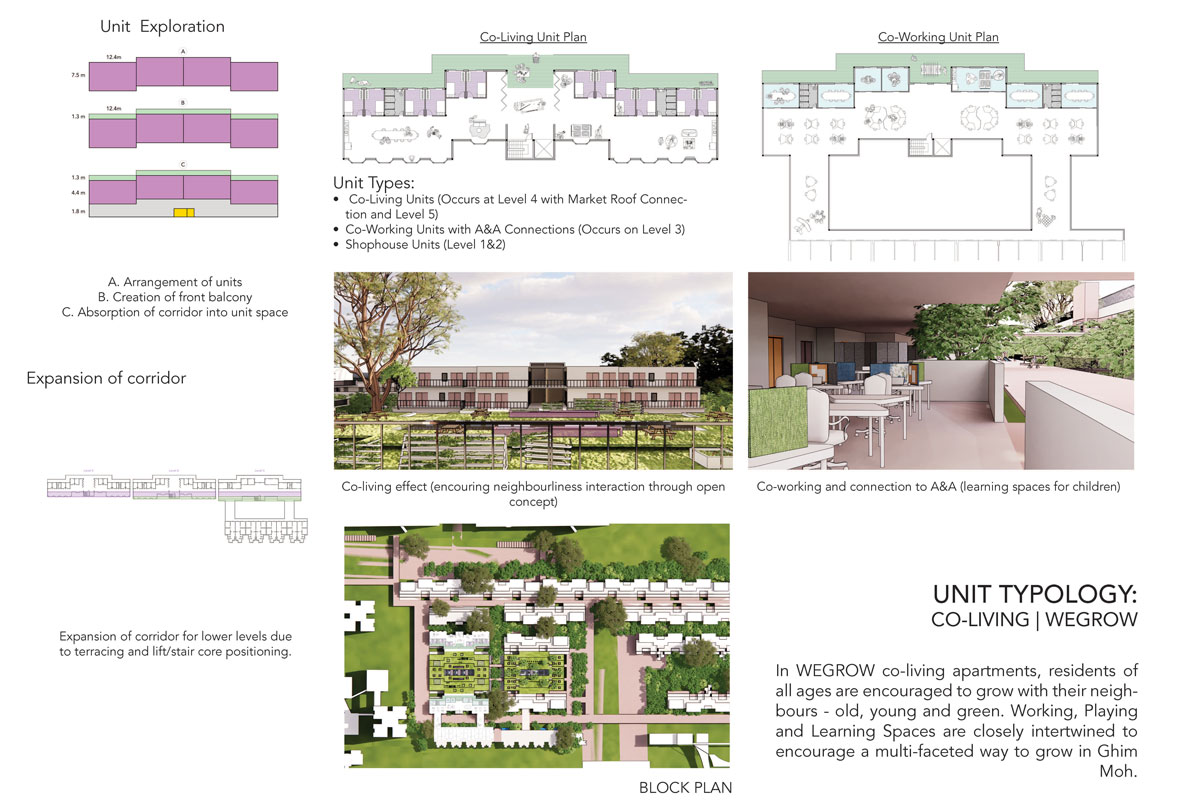 Unit Exploration
A
12.4m
7.5 m
B
12.4m
1.3 m
C
1.3 m
4,4 m
1.8 m
A. Arrangement of units
B. Creation of front balcony
C. Absorption of corridor into unit space
Expansion of corridor
Expansion of corridor for lower levels due
to terracing and lift/stair core positioning.
Co-Living Unit Plan
Unit Types:
• Co-Living Units (Occurs at Level 4 with Market Roof Connec-
tion and Level 5)
• Co-Working Units with A&A Connections (Occurs on Level 3)
• Shophouse Units (Level 1&2)
Co-Working Unit Plan
Co-living effect (encouring neighbourliness interaction through open
concept)
Co-working and connection to A&A (learning spaces for children)
BLOCK PLAN
UNIT TYPOLOGY:
CO-LIVING | WEGROW
In WEGROW co-living apartments, residents of
all ages are encouraged to grow with their neigh-
bours - old, young and green. Working, Playing
and Learning Spaces are closely intertwined to
encourage a multi-faceted way to grow in Ghim
Moh.